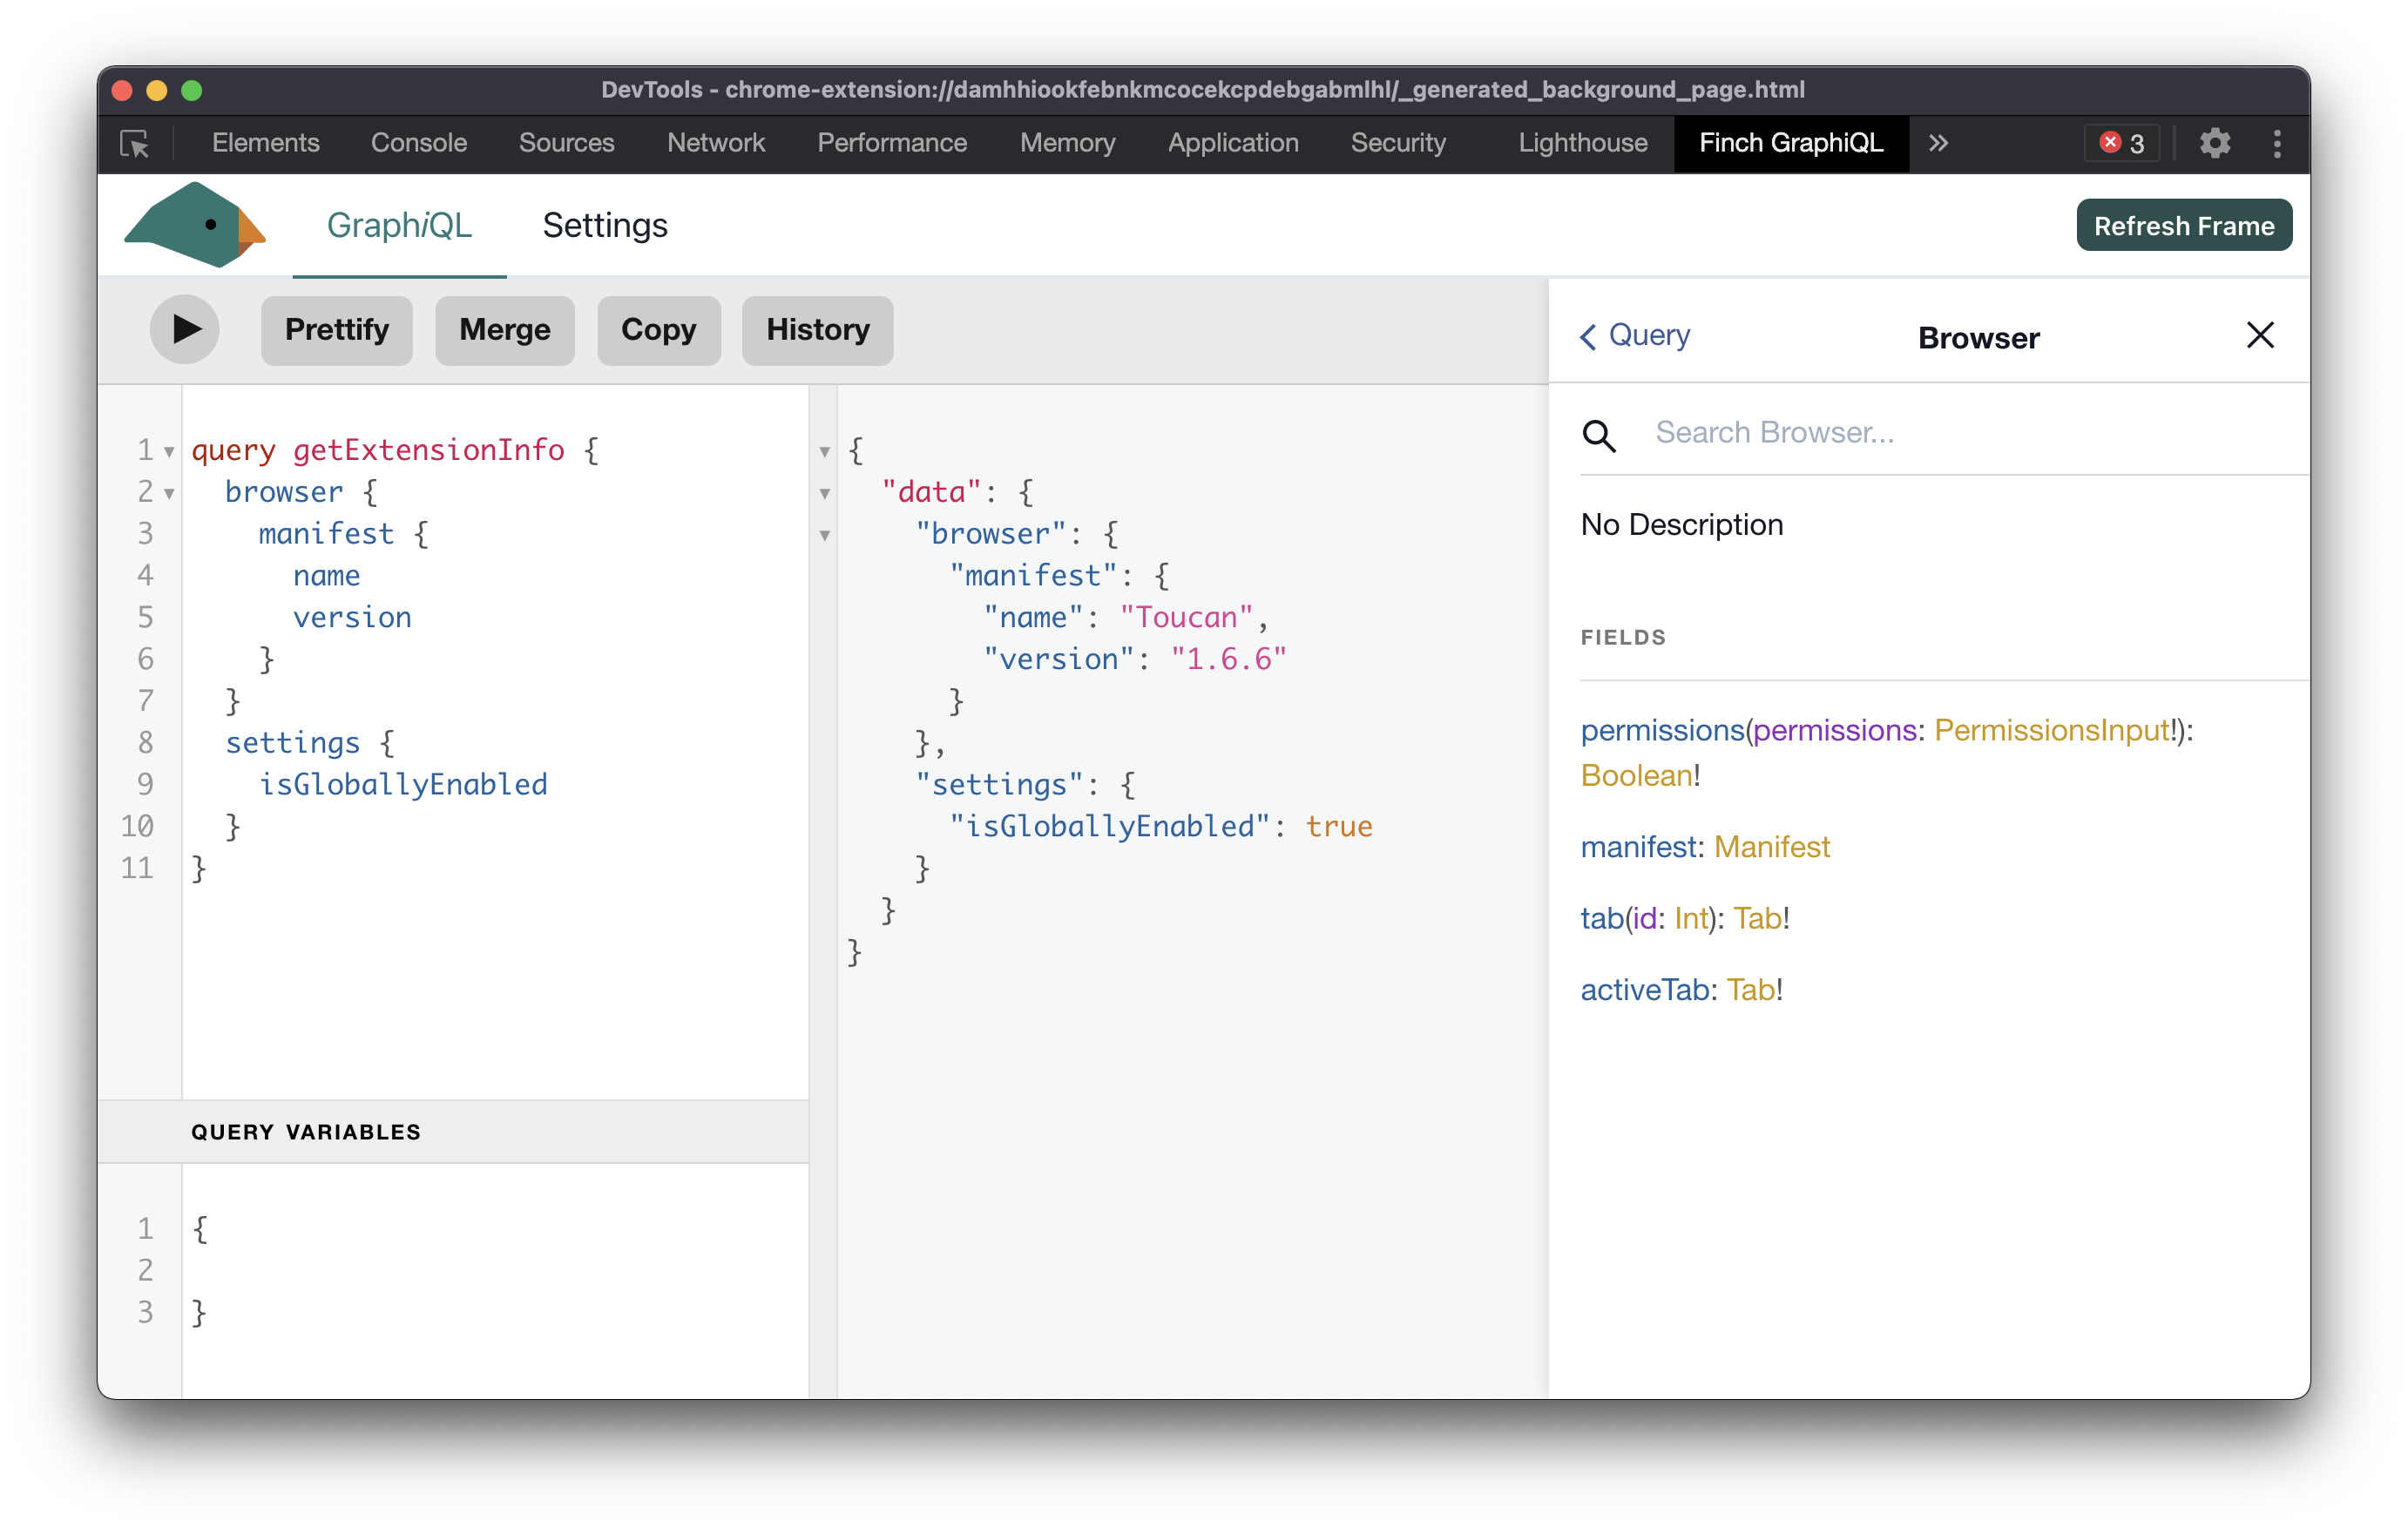 DevTools - chrome-extension://damhhiookfebnkmcocekcpdebgabmlhl/_generated_background_page.html
Elements Console Sources Network Performance Memory Application Security Lighthouse Finch GraphiQL » 3
GraphiQL Settings Refresh Frame
Prettify Merge Copy History
1 query getExtensionInfo {
2 browser {
3 manifest {
4 name
5 version
6 }
7 }
8 settings {
9 isGloballyEnabled
10 }
11 }
QUERY VARIABLES
1 {
2
3 }
{
"data": {
"browser": {
"manifest": {
"name": "Toucan",
"version": "1.6.6"
}
},
"settings": {
"isGloballyEnabled": true
}
}
}
Query Browser
Search Browser...
No Description
FIELDS
permissions(permissions: PermissionsInput!):
Boolean!
manifest: Manifest
tab(id: Int): Tab!
activeTab: Tab!